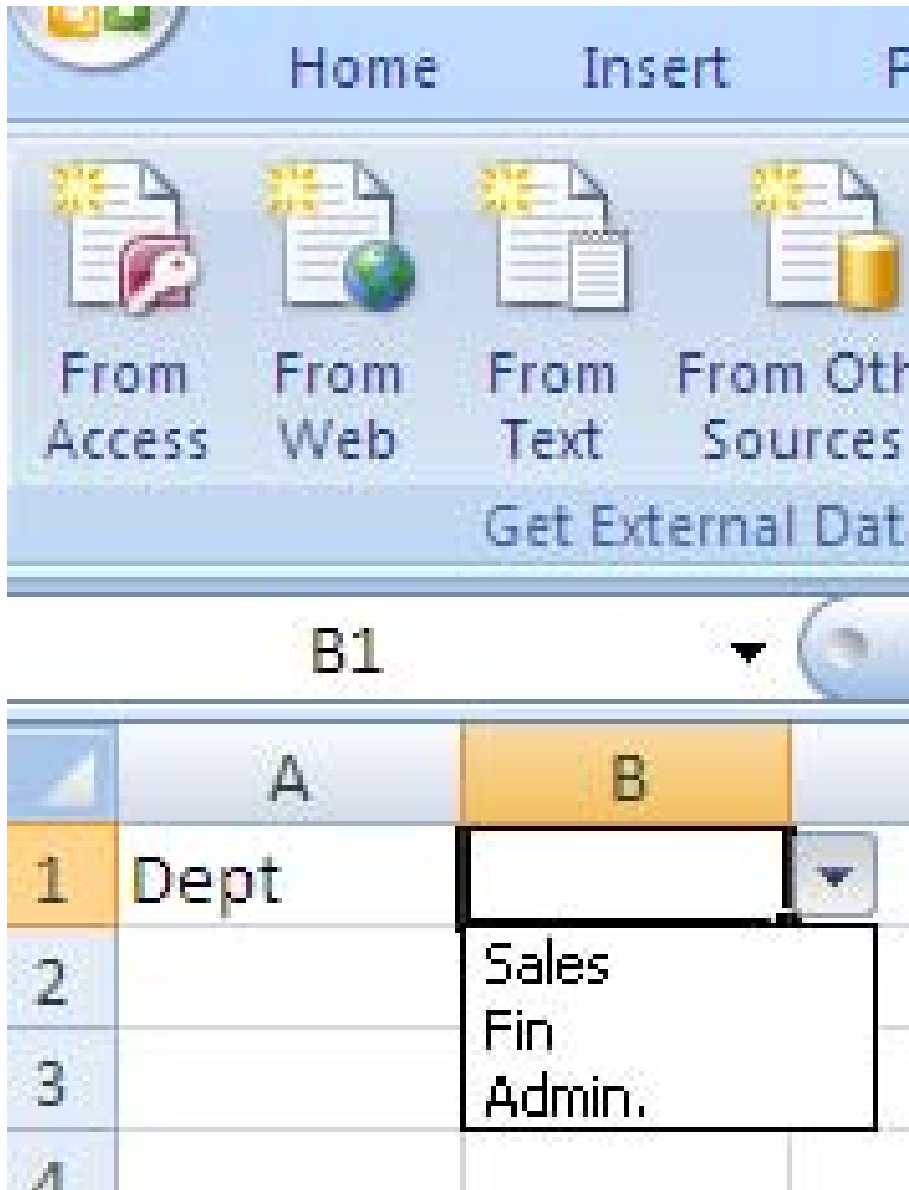 Home Insert P
From Access
From Web
From Text
From Oth
Sources
Get External Dat
B1
A B
1 Dept
2 Sales
Fin
3 Admin.
4